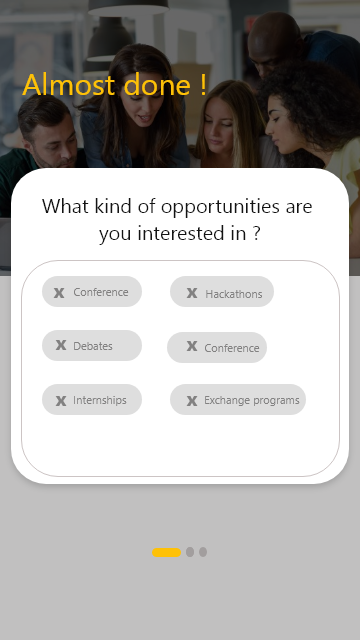 Almost done !
What kind of opportunities are
you interested in ?
x Conference
x Hackathons
x Debates
x Conference
x Internships
x Exchange programs